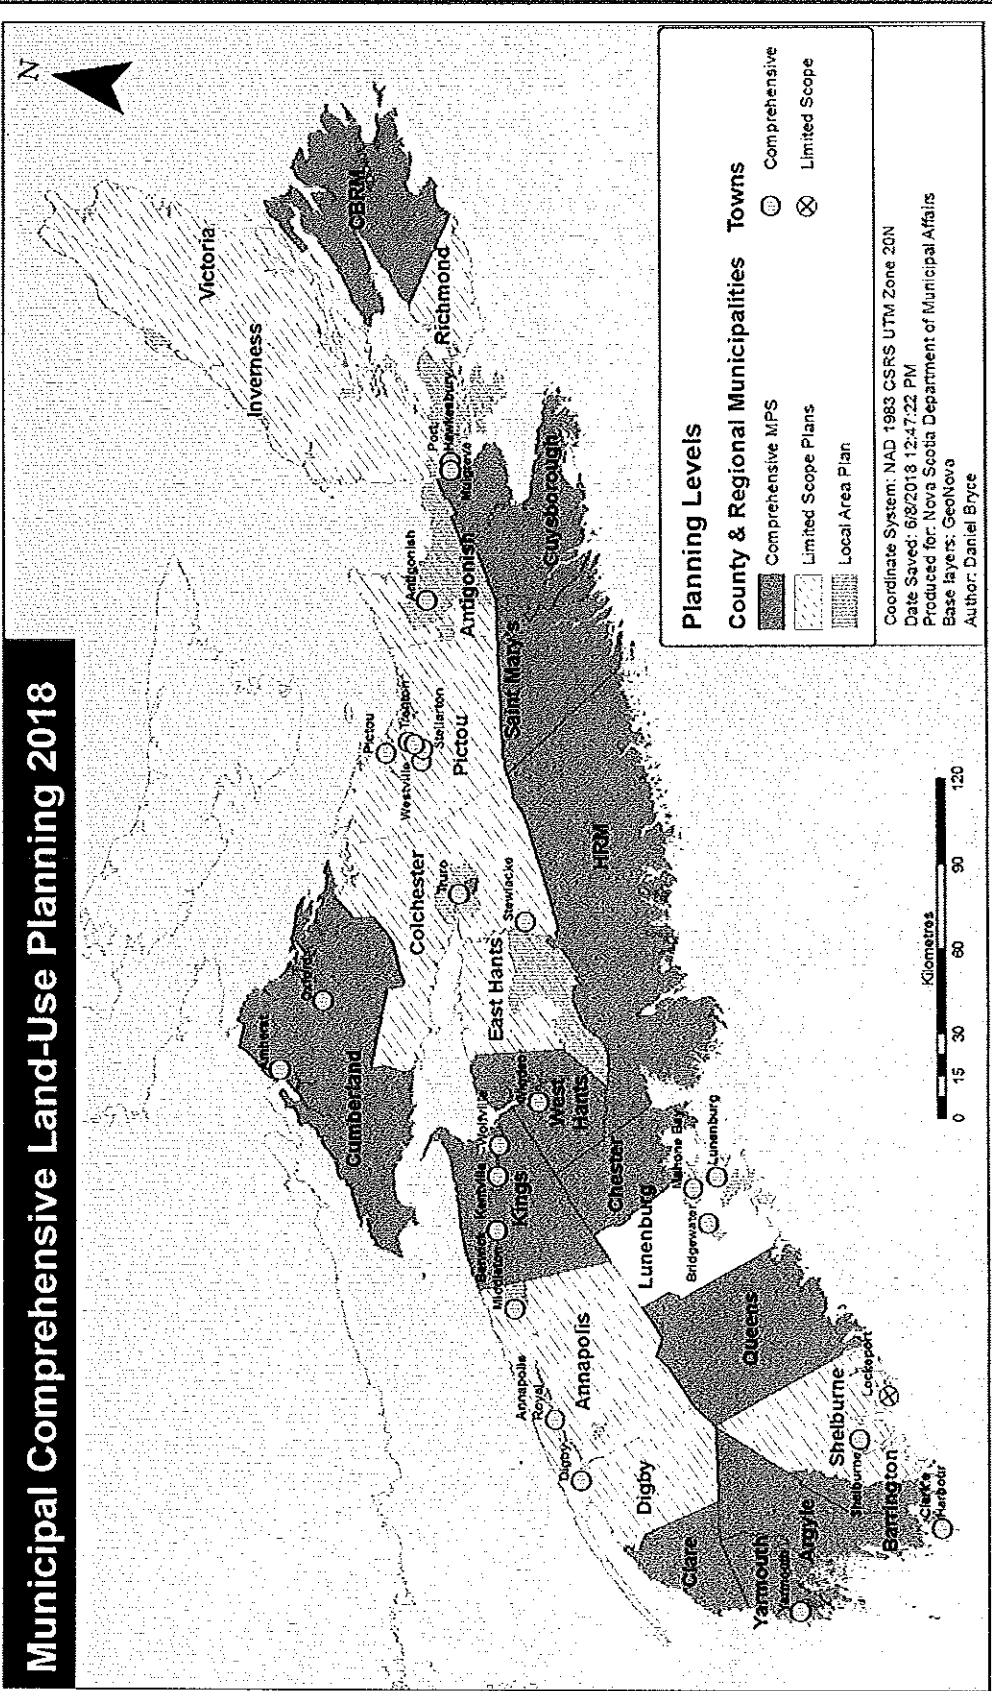 Municipal Comprehensive Land-Use Planning 2018
N
Victoria
Inverness
CBRM
Richmond
Port
Hawkesbury
Mulgrave
Antigonish
Antigonish
Guysborough
Saint Mary's
Pictou
Trenton
Westville
Stellarton
Pictou
Colchester
Truro
Stewiacke
HRM
Oxford
Amherst
Cumberland
East Hants
Windsor
West
Hants
Wolfville
Kentville
Berwick
Kings
Middleton
Chester
Mahone Bay
Lunenburg
Lunenburg
Bridgewater
Annapolis
Annapolis
Royal
Queens
Digby
Digby
Shelburne
Lockeport
Shelburne
Clare
Yarmouth
Yarmouth
Argyle
Barrington
Clark's
Harbour
Kilometres
0 15 30 60 90 120
Planning Levels
County & Regional Municipalities Towns
Comprehensive MPS
Limited Scope Plans
Local Area Plan
Comprehensive
Limited Scope
Coordinate System: NAD 1983 CSRS UTM Zone 20N
Date Saved: 6/8/2018 12:47:22 PM
Produced for: Nova Scotia Department of Municipal Affairs
Base layers: GeoNova
Author: Daniel Bryce